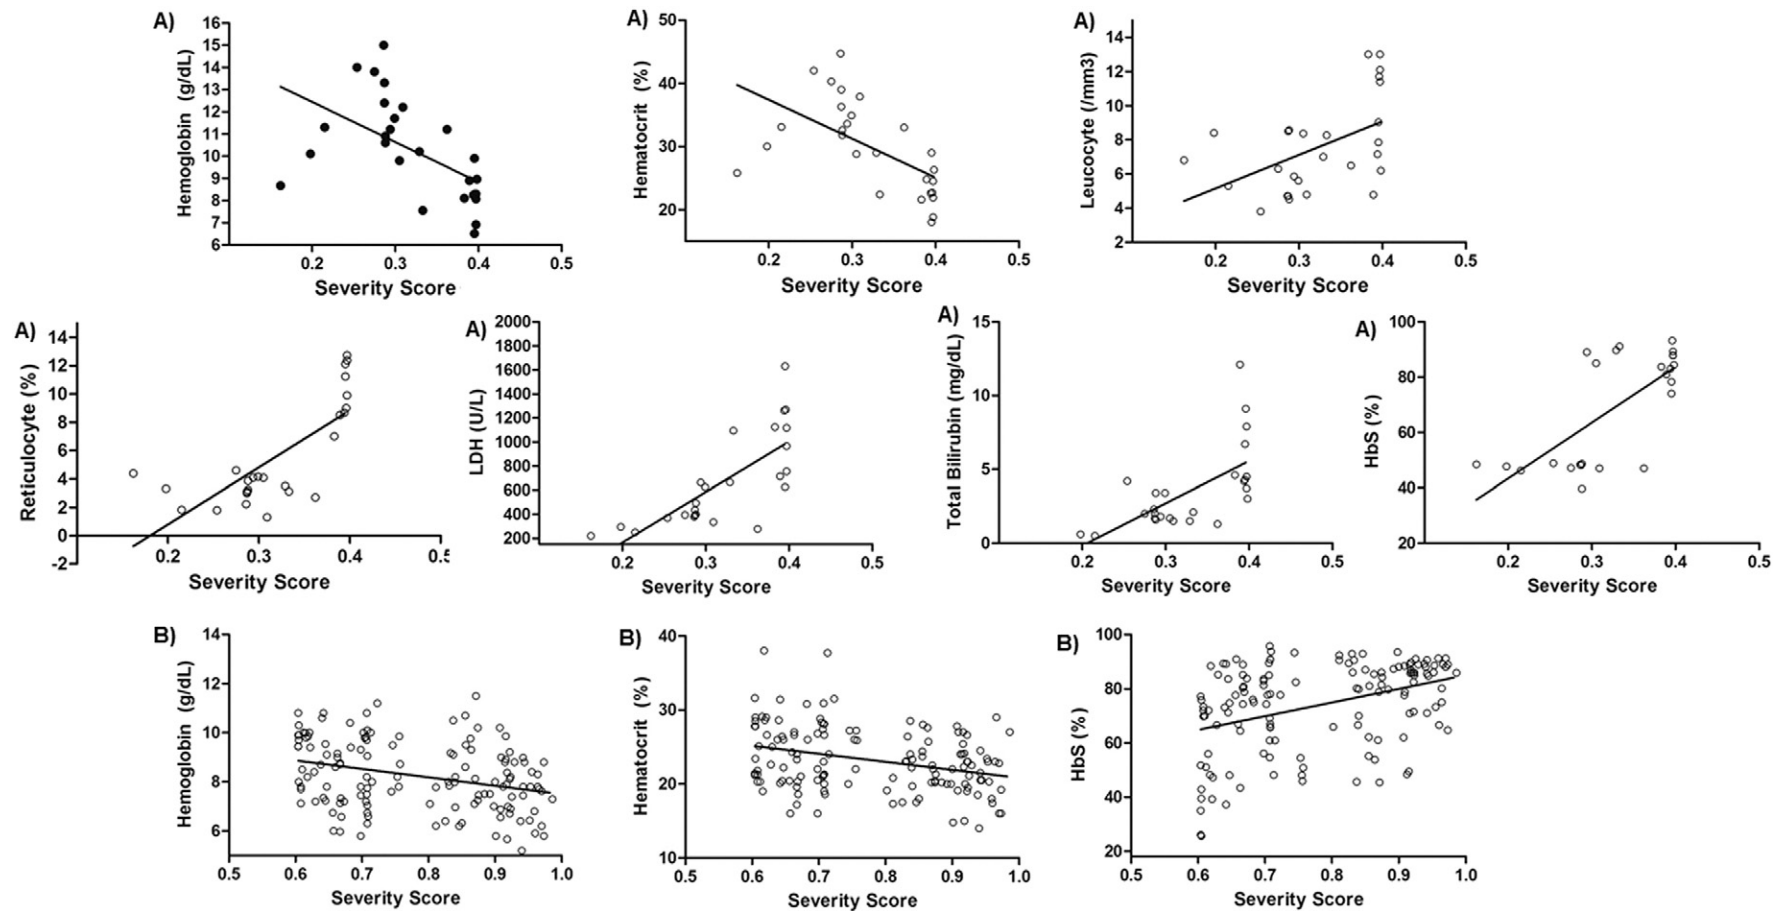 A)
Hemoglobin (g/dL)
16
15
14
13
12
11
10
9
8
7
6
0.2 0.3 0.4 0.5
Severity Score
A)
Hematocrit (%)
50
40
30
20
0.2 0.3 0.4 0.5
Severity Score
A)
Leucocyte (/mm3)
14
12
10
8
6
4
2
0.2 0.3 0.4 0.5
Severity Score
A)
Reticulocyte (%)
14
12
10
8
6
4
2
0
-2
0.2 0.3 0.4 0.5
Severity Score
A)
LDH (U/L)
2000
1800
1600
1400
1200
1000
800
600
400
200
0.2 0.3 0.4 0.5
Severity Score
A)
Total Bilirubin (mg/dL)
15
10
5
0
0.2 0.3 0.4 0.5
Severity Score
A)
HbS (%)
100
80
60
40
20
0.2 0.3 0.4 0.5
Severity Score
B)
Hemoglobin (g/dL)
14
12
10
8
6
0.5 0.6 0.7 0.8 0.9 1.0
Severity Score
B)
Hematocrit (%)
40
30
20
10
0.5 0.6 0.7 0.8 0.9 1.0
Severity Score
B)
HbS (%)
100
80
60
40
20
0.5 0.6 0.7 0.8 0.9 1.0
Severity Score